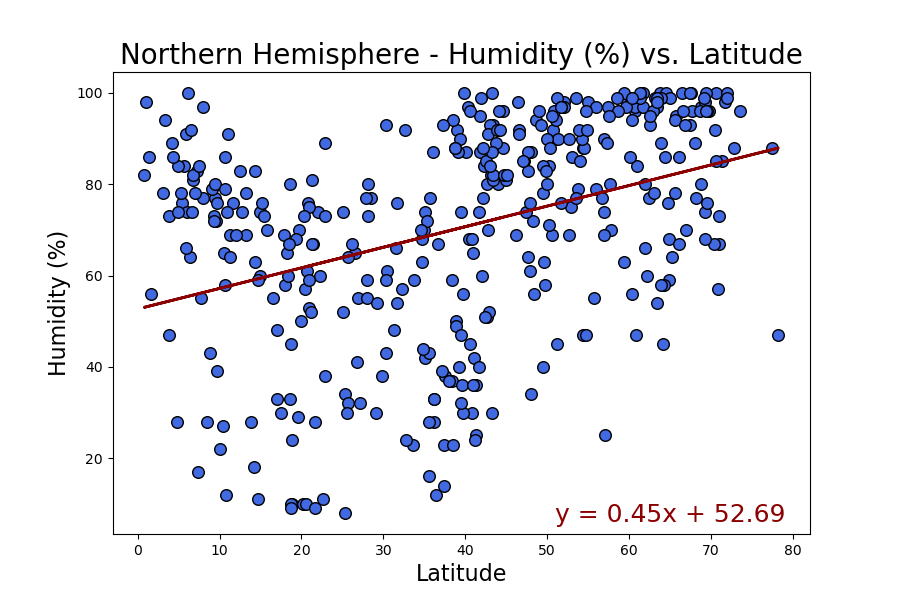 Northern Hemisphere - Humidity (%) vs. Latitude
100
80
60
40
20
Humidity (%)
y = 0.45x + 52.69
0 10 20 30 40 50 60 70 80
Latitude